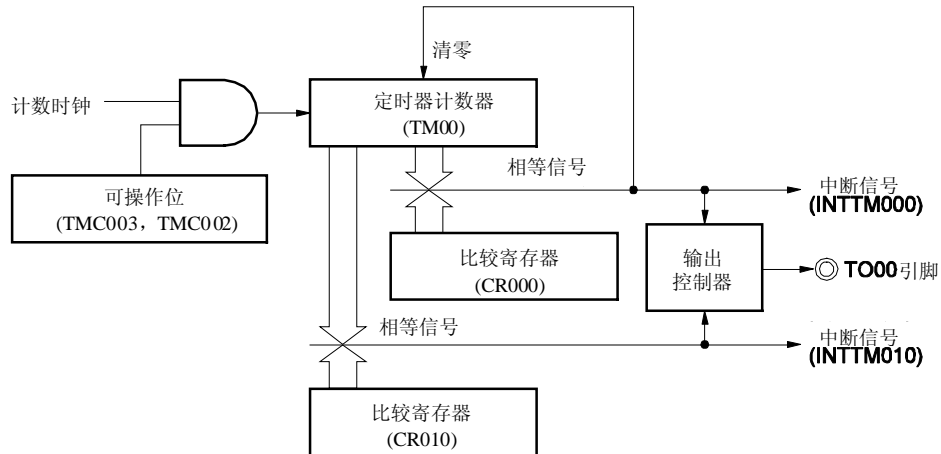 清零
计数时钟
定时器计数器
(TM00)
可操作位
(TMC003，TMC002)
相等信号
中断信号
(INTTM000)
比较寄存器
(CR000)
输出
控制器
TO00引脚
相等信号
中断信号
(INTTM010)
比较寄存器
(CR010)